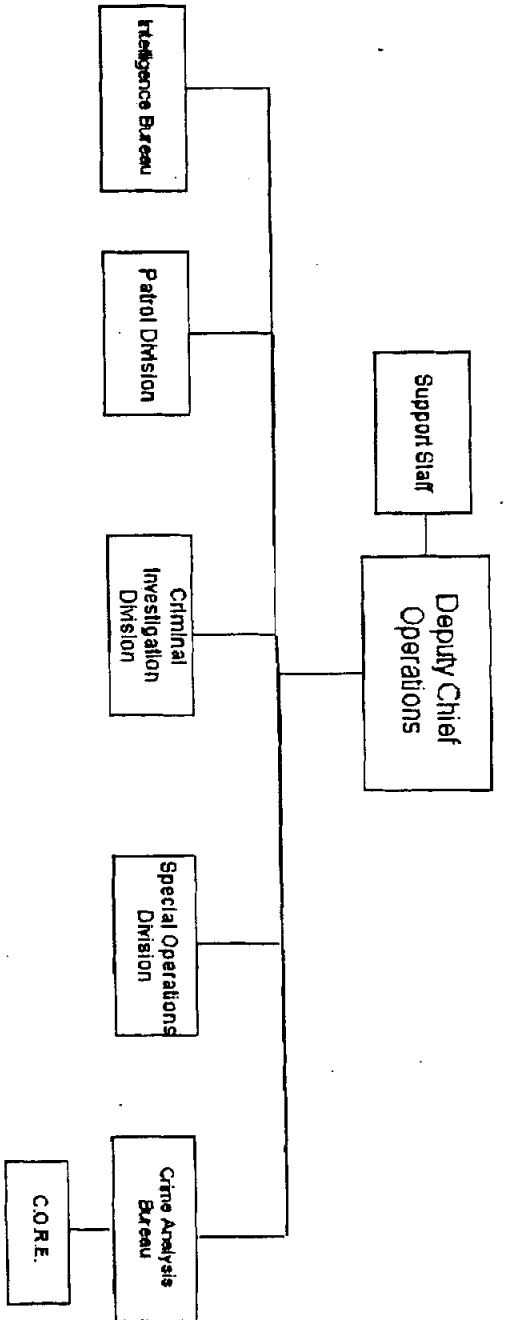 Deputy Chief
Operations
Support Staff
Intelligence Bureau
Patrol Division
Criminal
Investigation
Division
Special Operations
Division
Crime Analysis
Bureau
C.O.R.E.